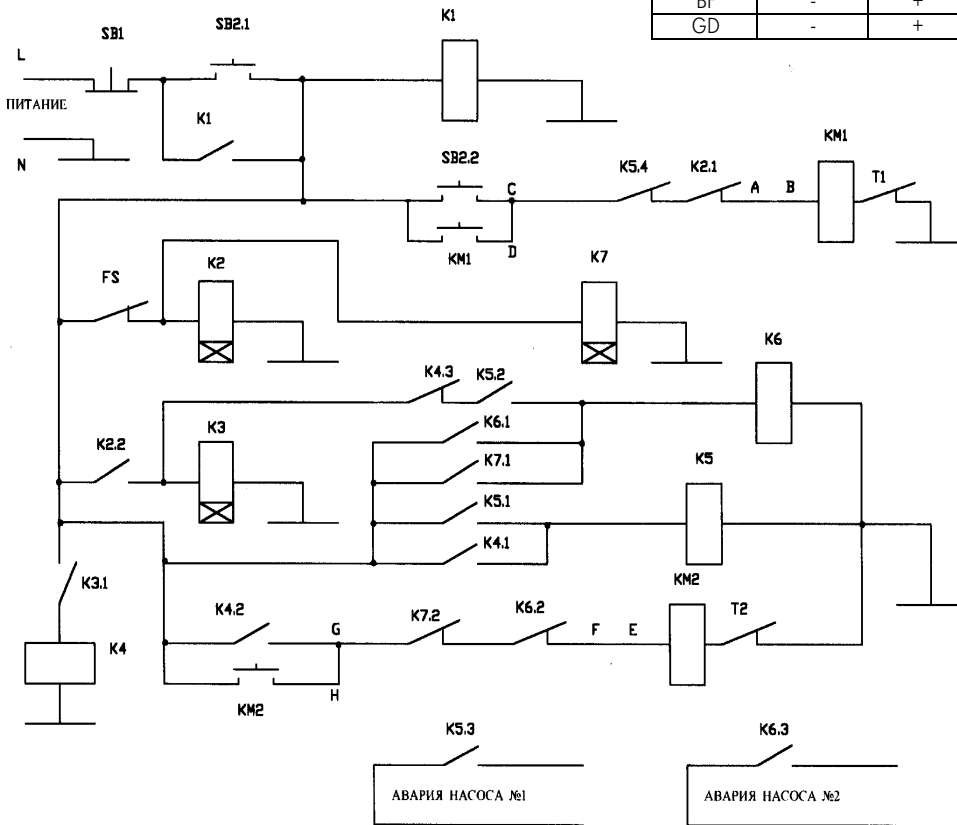 BF - +
GD - +
SB1
SB2.1
K1
L
ПИТАНИЕ
N
K1
SB2.2
C
K5.4
K2.1
A
B
KM1
T1
KM1
D
FS
K2
K7
K4.3
K5.2
K6
K6.1
K2.2
K3
K7.1
K5
K5.1
K4.1
K3.1
KM2
K4
K4.2
G
K7.2
K6.2
F
E
T2
KM2
H
K5.3
K6.3
АВАРИЯ НАСОСА №1
АВАРИЯ НАСОСА №2